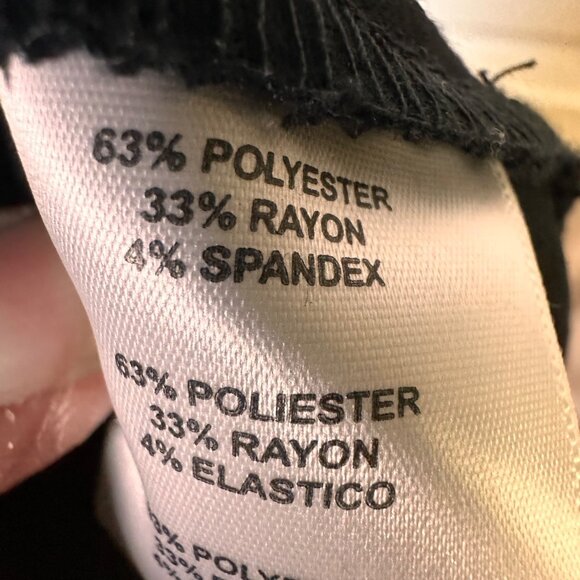 63% POLYESTER
33% RAYON
4% SPANDEX
63% POLIESTER
33% RAYON
4% ELASTICO